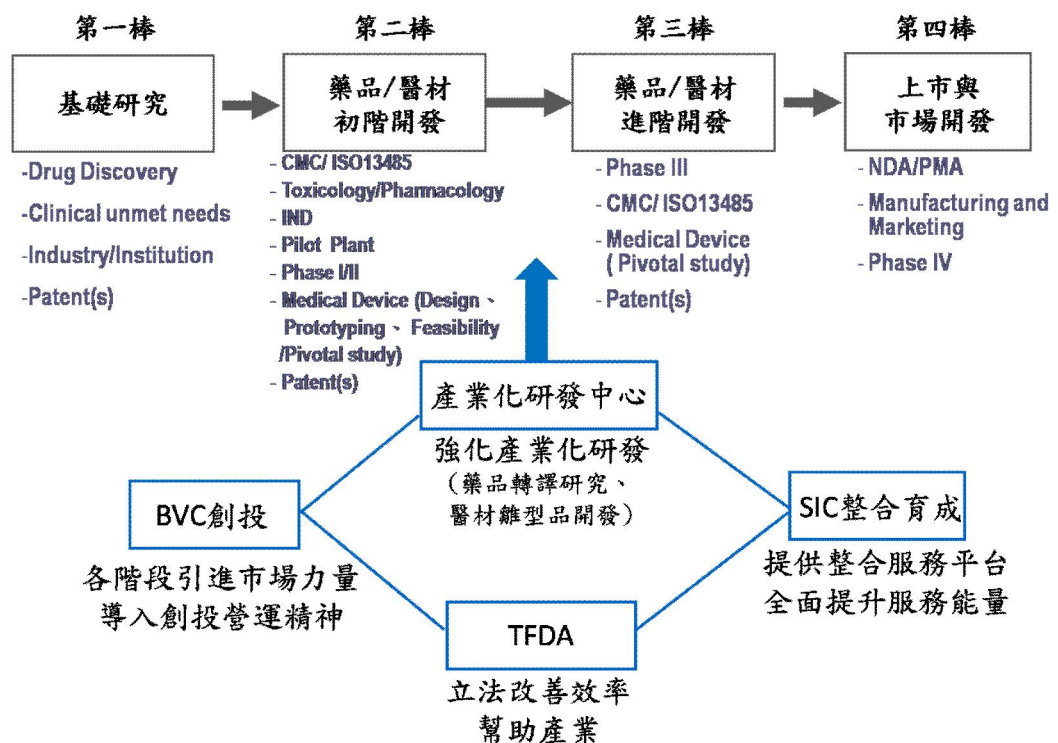 第一棒
第二棒
第三棒
第四棒
基礎研究
藥品/醫材
初階開發
藥品/醫材
進階開發
上市與
市場開發
-Drug Discovery
-Clinical unmet needs
-Industry/Institution
-Patent(s)
- CMC/ ISO13485
- Toxicology/Pharmacology
- IND
- Pilot Plant
- Phase I/II
- Medical Device (Design、
Prototyping、 Feasibility
/Pivotal study)
- Patent(s)
- Phase III
- CMC/ ISO13485
- Medical Device
( Pivotal study)
- Patent(s)
- NDA/PMA
- Manufacturing and
Marketing
- Phase IV
產業化研發中心
強化產業化研發
（藥品轉譯研究、
醫材雛型品開發）
BVC創投
各階段引進市場力量
導入創投營運精神
SIC整合育成
提供整合服務平台
全面提升服務能量
TFDA
立法改善效率
幫助產業